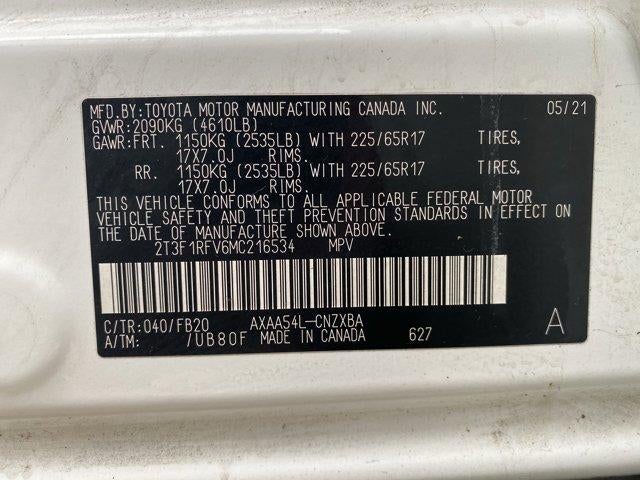 MFD.BY:TOYOTA MOTOR MANUFACTURING CANADA INC. 05/21
GVWR:2090KG (4610LB)
GAWR:FRT. 1150KG (2535LB) WITH 225/65R17 TIRES,
17X7.0J RIMS.
RR. 1150KG (2535LB) WITH 225/65R17 TIRES,
17X7.0J RIMS.
THIS VEHICLE CONFORMS TO ALL APPLICABLE FEDERAL MOTOR
VEHICLE SAFETY AND THEFT PREVENTION STANDARDS IN EFFECT ON
THE DATE OF MANUFACTURE SHOWN ABOVE.
2T3F1RFV6MC216534 MPV
C/TR:040/FB20 AXAA54L-CNZXBA A
A/TM: /UB80F MADE IN CANADA 627